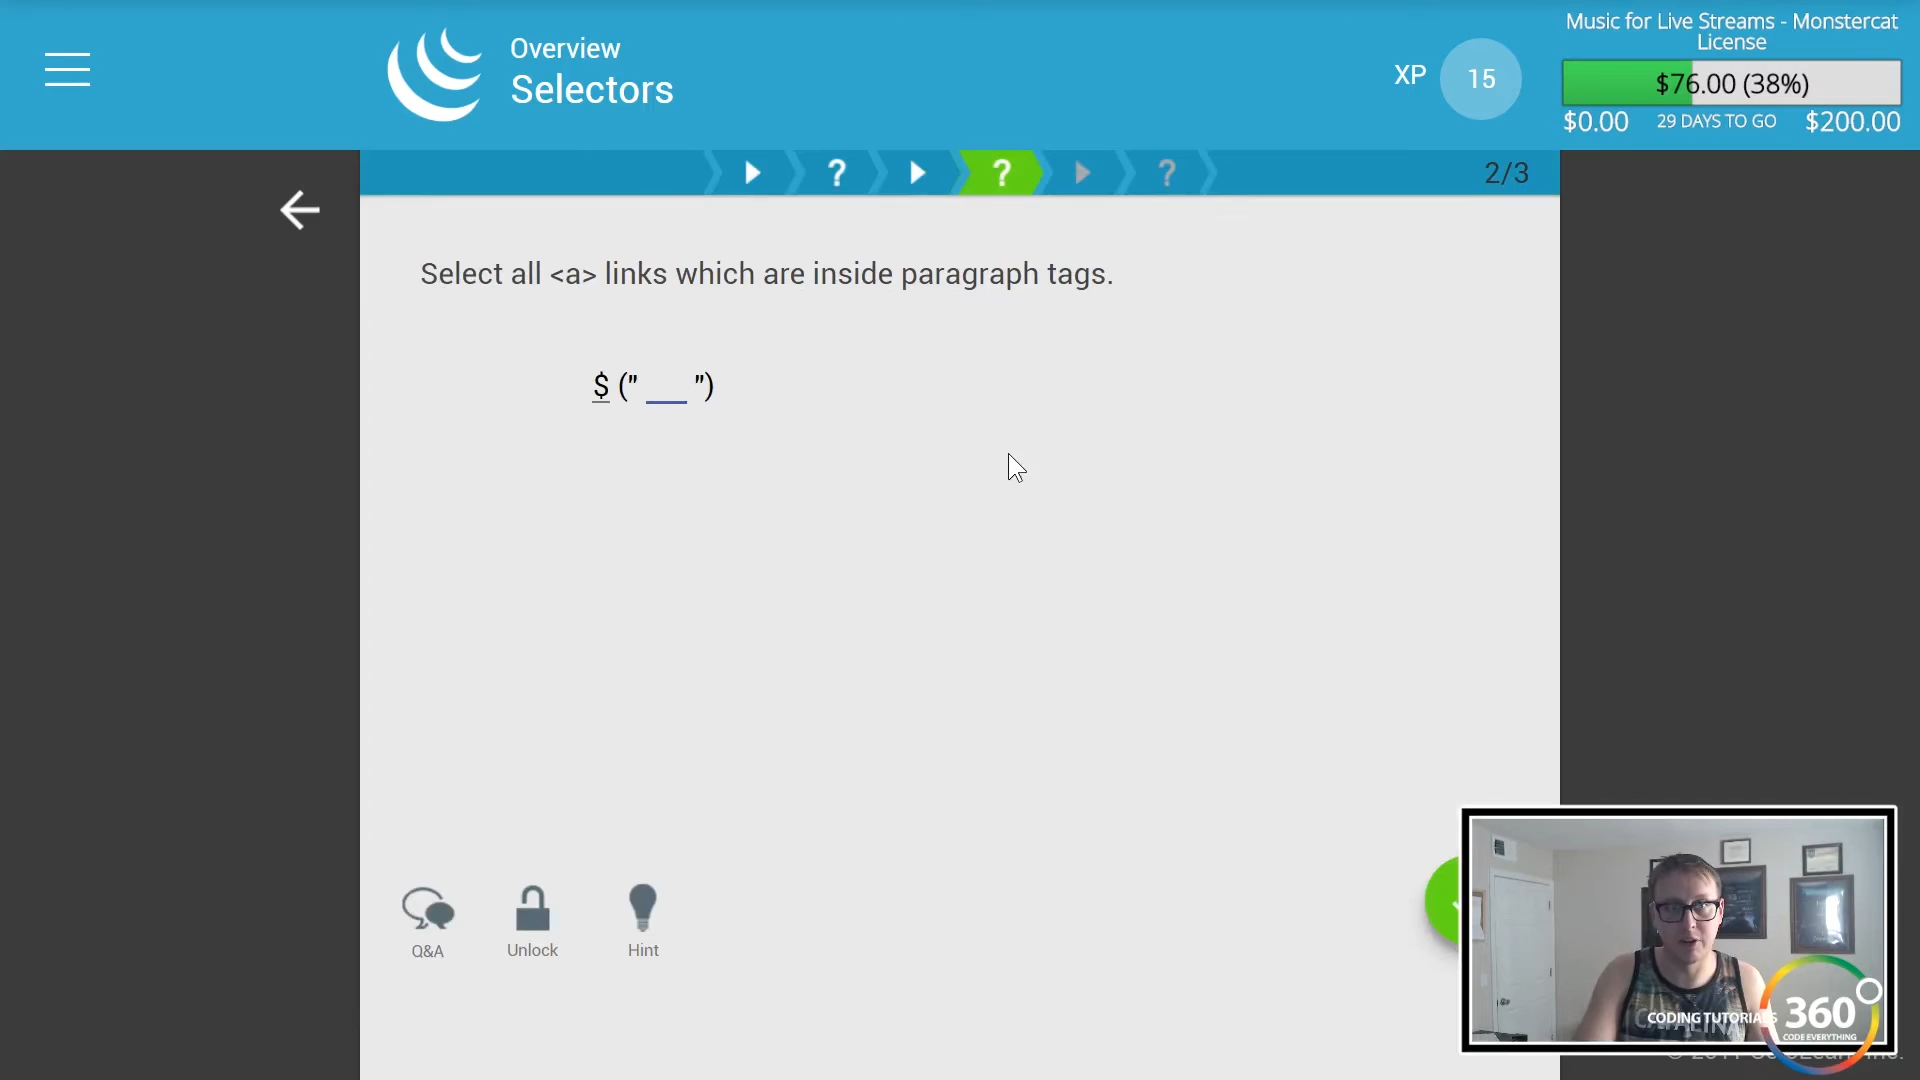 Overview
Selectors
XP 15
Music for Live Streams - Monstercat
License
$76.00 (38%)
$0.00 29 DAYS TO GO $200.00
? ? ?
2/3
Select all <a> links which are inside paragraph tags.
$ (" ___ ")
Q&A
Unlock
Hint
CATALINA
CODING TUTORIALS 360
CODE EVERYTHING